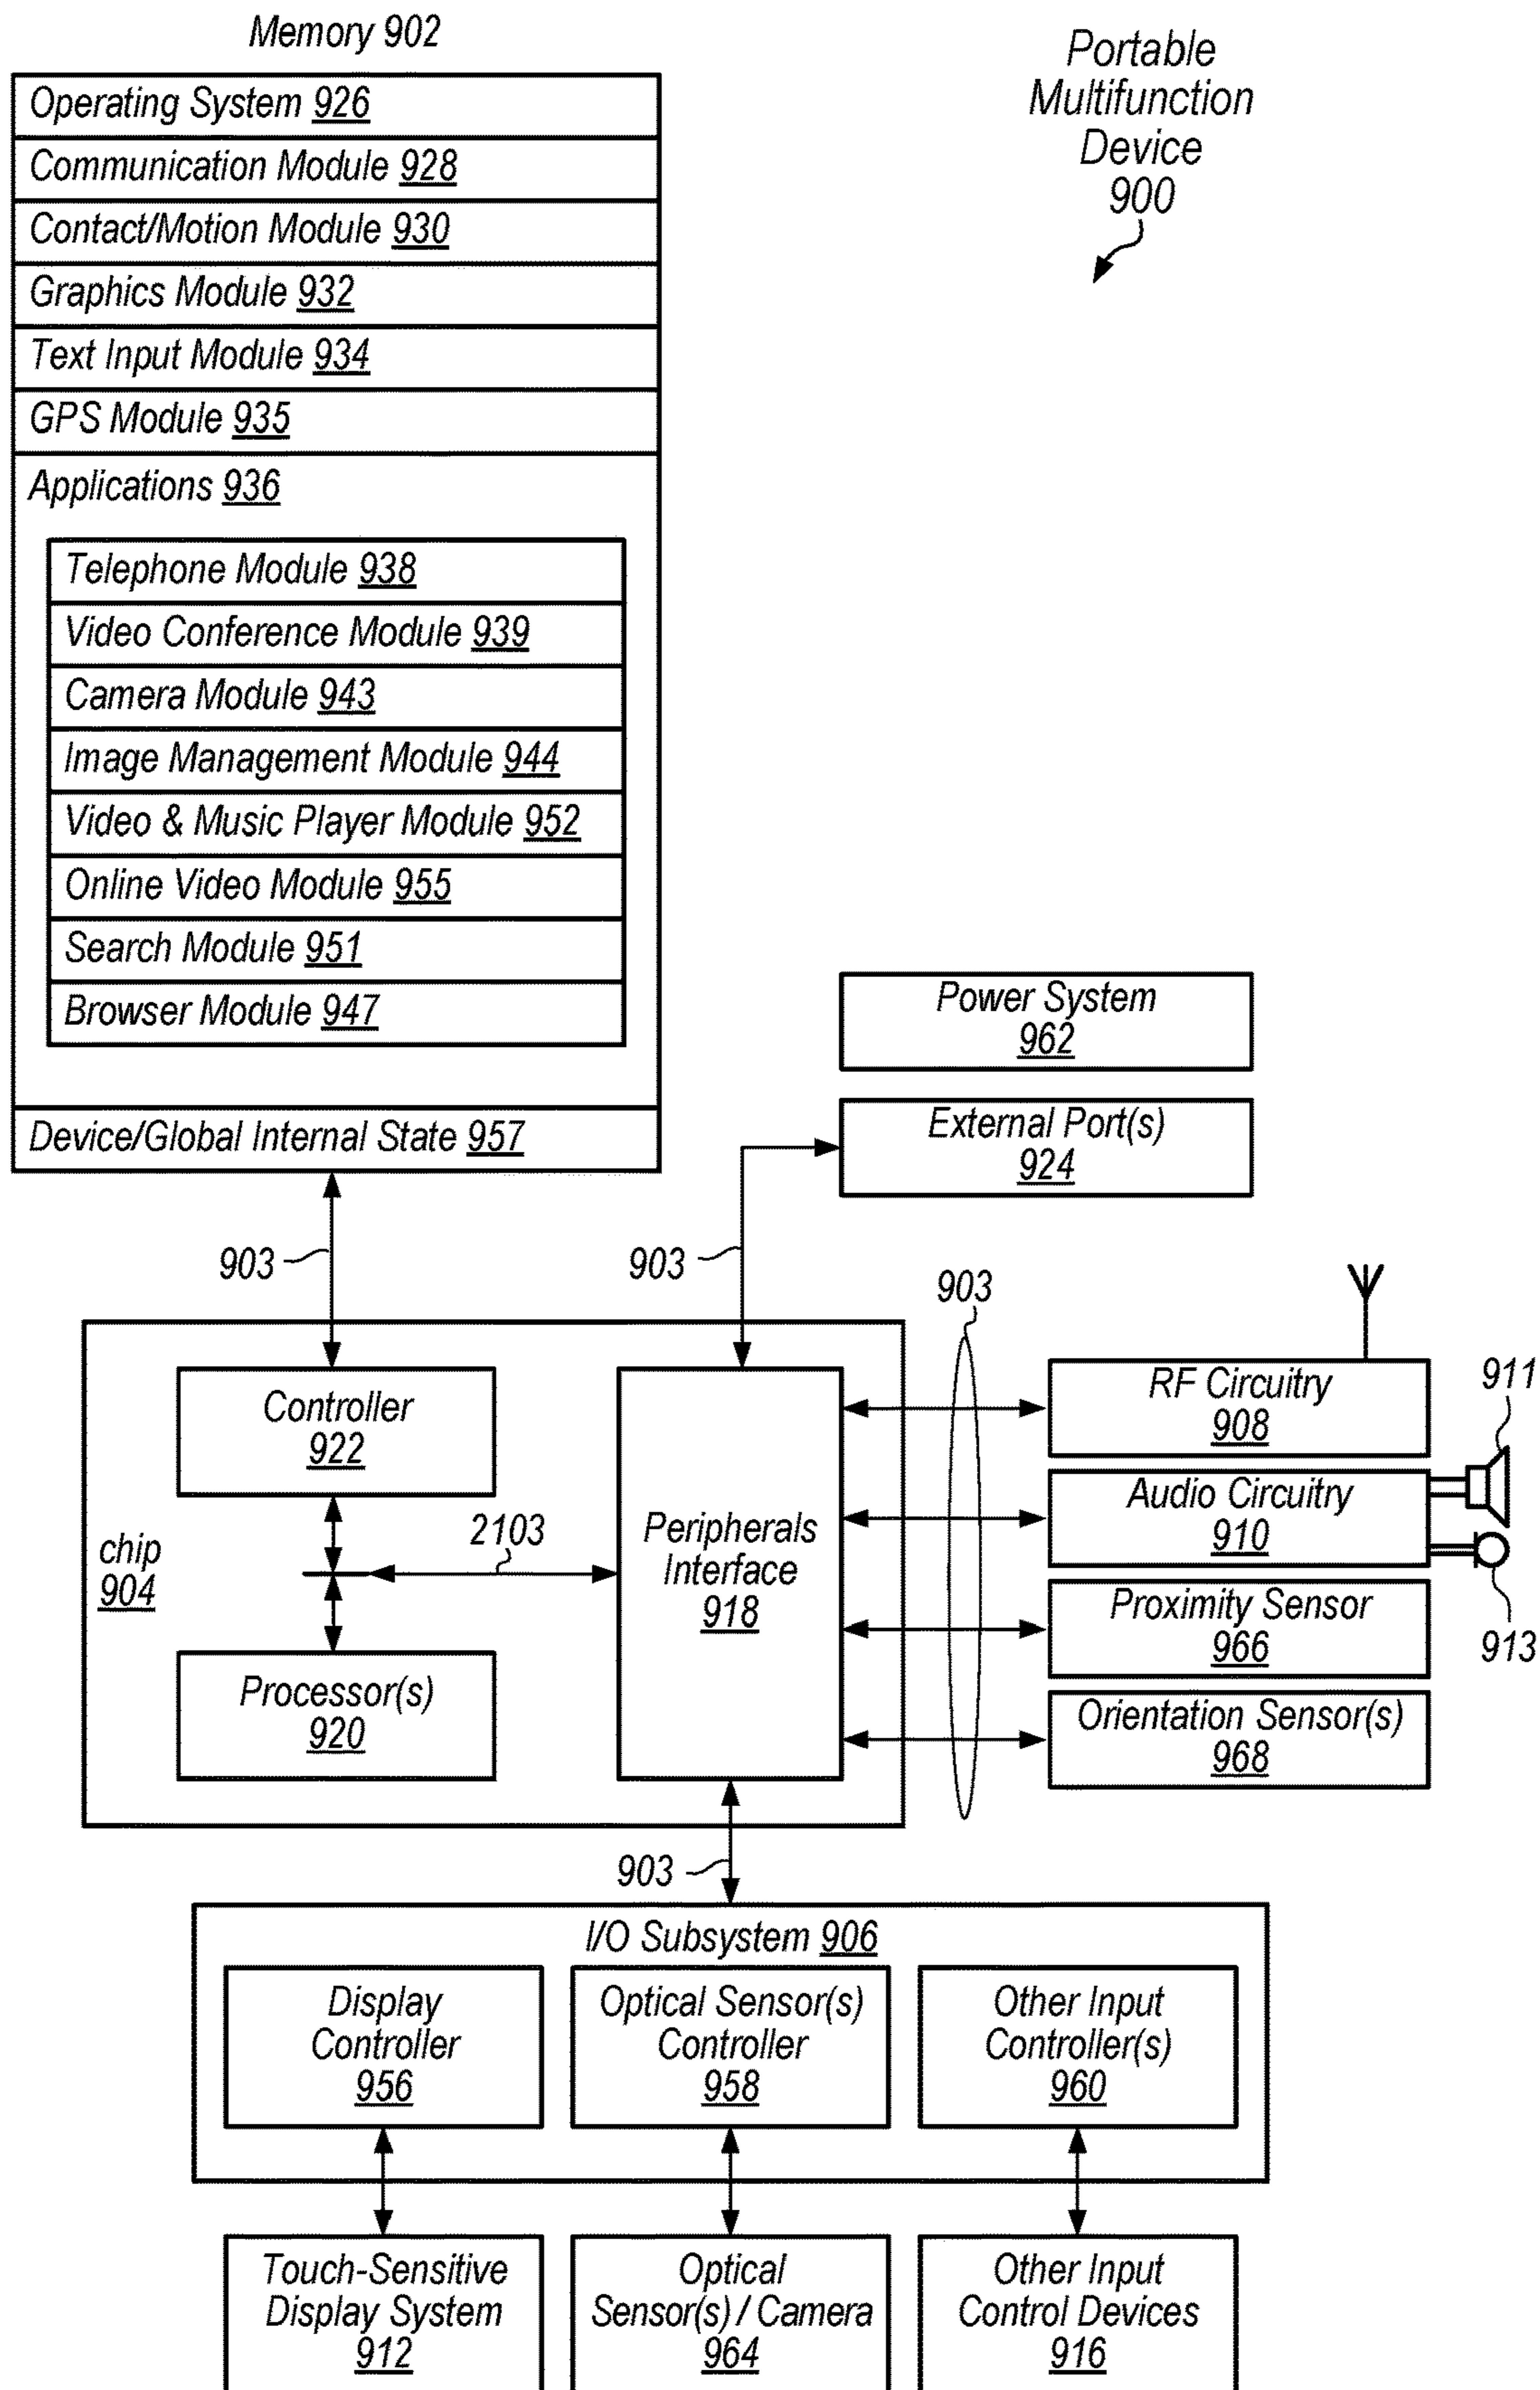 Memory 902
Portable
Multifunction
Device
900
Operating System 926
Communication Module 928
Contact/Motion Module 930
Graphics Module 932
Text Input Module 934
GPS Module 935
Applications 936
Telephone Module 938
Video Conference Module 939
Camera Module 943
Image Management Module 944
Video & Music Player Module 952
Online Video Module 955
Search Module 951
Browser Module 947
Device/Global Internal State 957
Power System
962
External Port(s)
924
903
903
903
RF Circuitry
908
911
Audio Circuitry
910
Proximity Sensor
966
913
Orientation Sensor(s)
968
chip
904
Controller
922
2103
Processor(s)
920
Peripherals
Interface
918
903
I/O Subsystem 906
Display
Controller
956
Optical Sensor(s)
Controller
958
Other Input
Controller(s)
960
Touch-Sensitive
Display System
912
Optical
Sensor(s) / Camera
964
Other Input
Control Devices
916